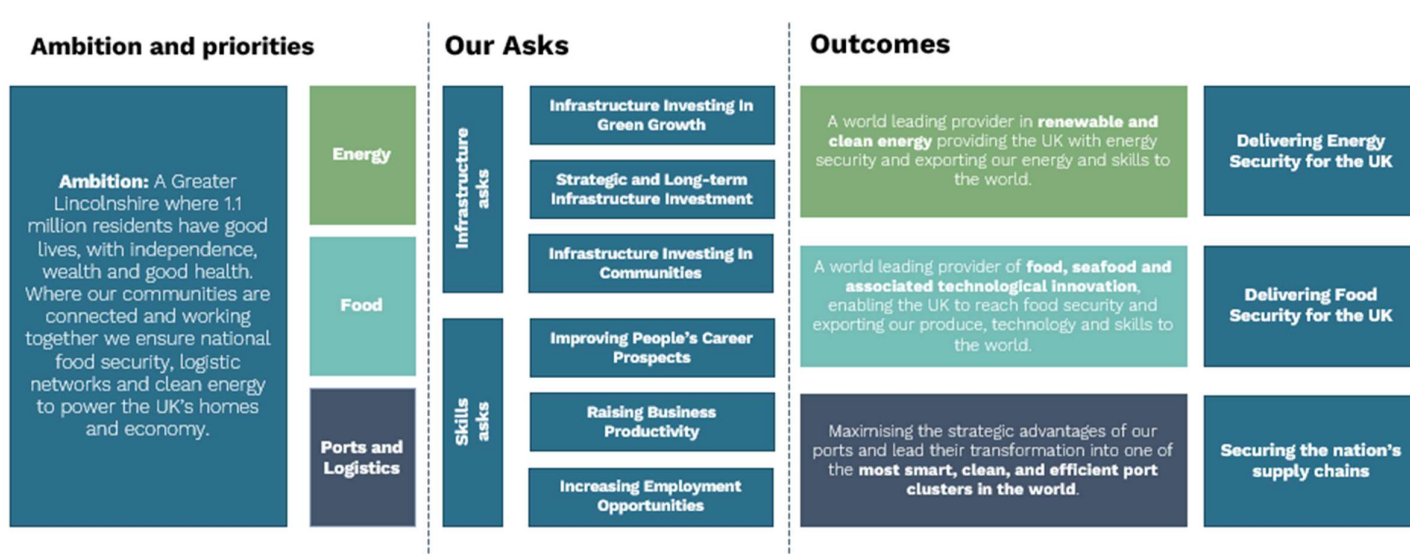 Ambition and priorities
Ambition: A Greater
Lincolnshire where 1.1
million residents have good
lives, with independence,
wealth and good health.
Where our communities are
connected and working
together we ensure national
food security, logistic
networks and clean energy
to power the UK's homes
and economy.
Energy
Food
Ports and
Logistics
Our Asks
Infrastructure
asks
Infrastructure Investing In
Green Growth
Strategic and Long-term
Infrastructure Investment
Infrastructure Investing In
Communities
Skills
asks
Improving People's Career
Prospects
Raising Business
Productivity
Increasing Employment
Opportunities
Outcomes
A world leading provider in renewable and
clean energy providing the UK with energy
security and exporting our energy and skills to
the world.
Delivering Energy
Security for the UK
A world leading provider of food, seafood and
associated technological innovation,
enabling the UK to reach food security and
exporting our produce, technology and skills to
the world.
Delivering Food
Security for the UK
Maximising the strategic advantages of our
ports and lead their transformation into one of
the most smart, clean, and efficient port
clusters in the world.
Securing the nation's
supply chains